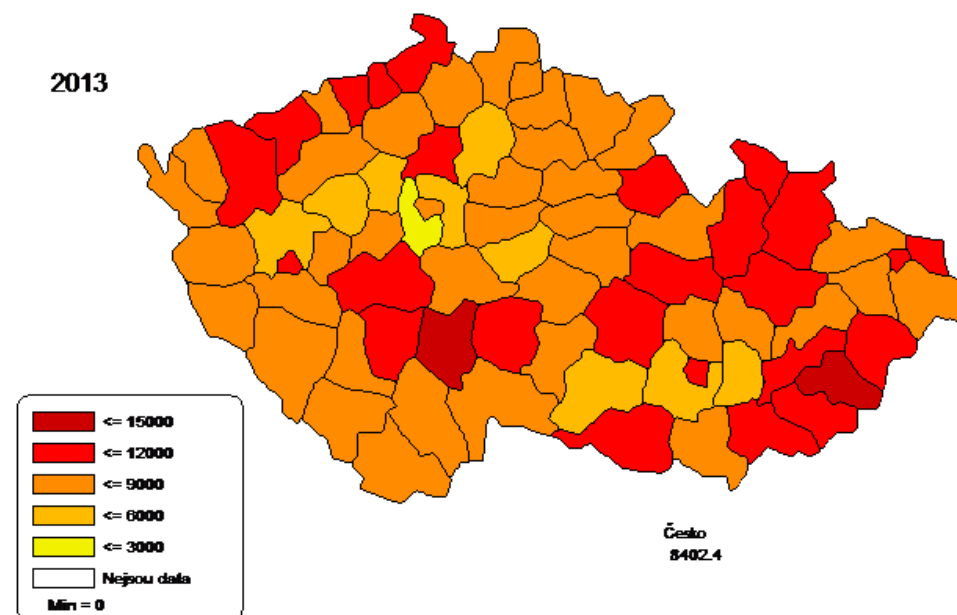 2013
<= 15000
<= 12000
<= 9000
<= 6000
<= 3000
Nejsou data
Min = 0
Česko
8402.4